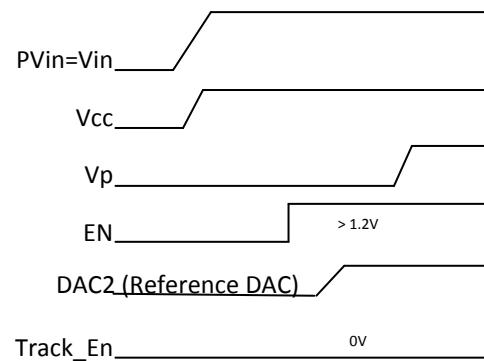 PVin=Vin
Vcc
Vp
EN
> 1.2V
DAC2 (Reference DAC)
Track_En
0V